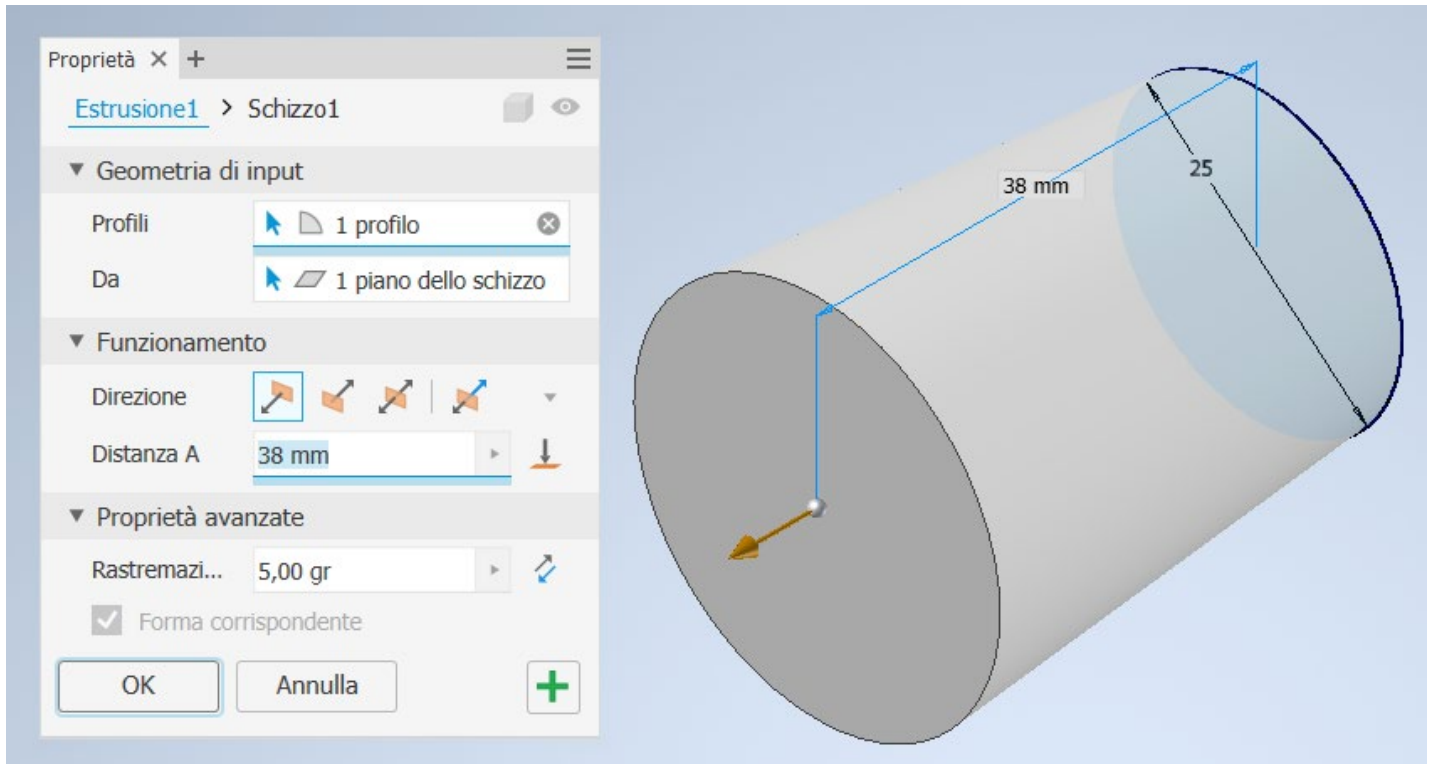 Proprietà
Estrusione1 > Schizzo1
Geometria di input
Profili 1 profilo
Da 1 piano dello schizzo
Funzionamento
Direzione
Distanza A 38 mm
Proprietà avanzate
Rastremazi... 5,00 gr
Forma corrispondente
OK Annulla
38 mm
25